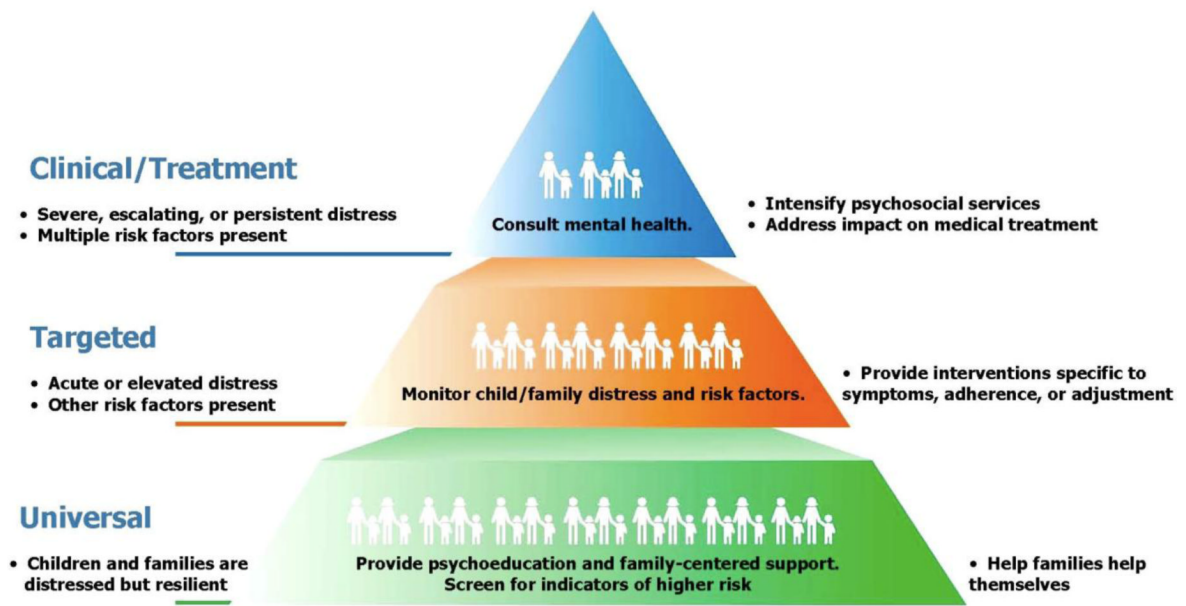 Clinical/Treatment
• Severe, escalating, or persistent distress
• Multiple risk factors present
Consult mental health.
• Intensify psychosocial services
• Address impact on medical treatment
Targeted
• Acute or elevated distress
• Other risk factors present
Monitor child/family distress and risk factors.
• Provide interventions specific to
symptoms, adherence, or adjustment
Universal
• Children and families are
distressed but resilient
Provide psychoeducation and family-centered support.
Screen for indicators of higher risk
• Help families help
themselves